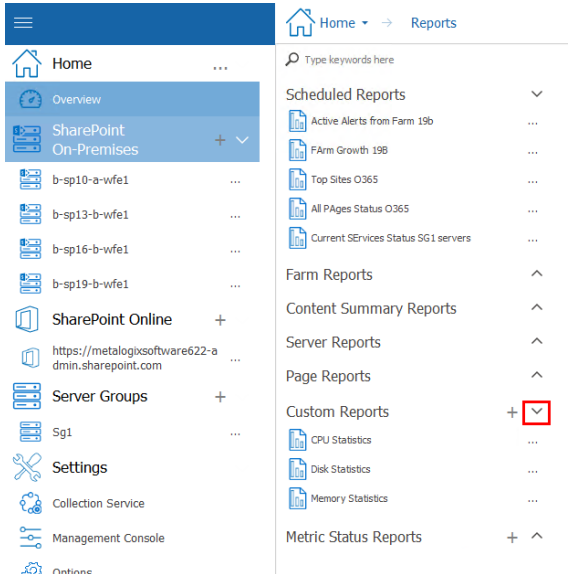 Home
...
Overview
SharePoint
On-Premises
+
b-sp10-a-wfe1
...
b-sp13-b-wfe1
...
b-sp16-b-wfe1
...
b-sp19-b-wfe1
...
SharePoint Online
+
https://metalogixsoftware622-a
dmin.sharepoint.com
...
Server Groups
+
Sg1
...
Settings
Collection Service
Management Console
Options
Home → Reports
Type keywords here
Scheduled Reports
Active Alerts from Farm 19b
...
FArm Growth 19B
...
Top Sites O365
...
All PAges Status O365
...
Current SErvices Status SG1 servers
...
Farm Reports
Content Summary Reports
Server Reports
Page Reports
Custom Reports
+
CPU Statistics
...
Disk Statistics
...
Memory Statistics
...
Metric Status Reports
+